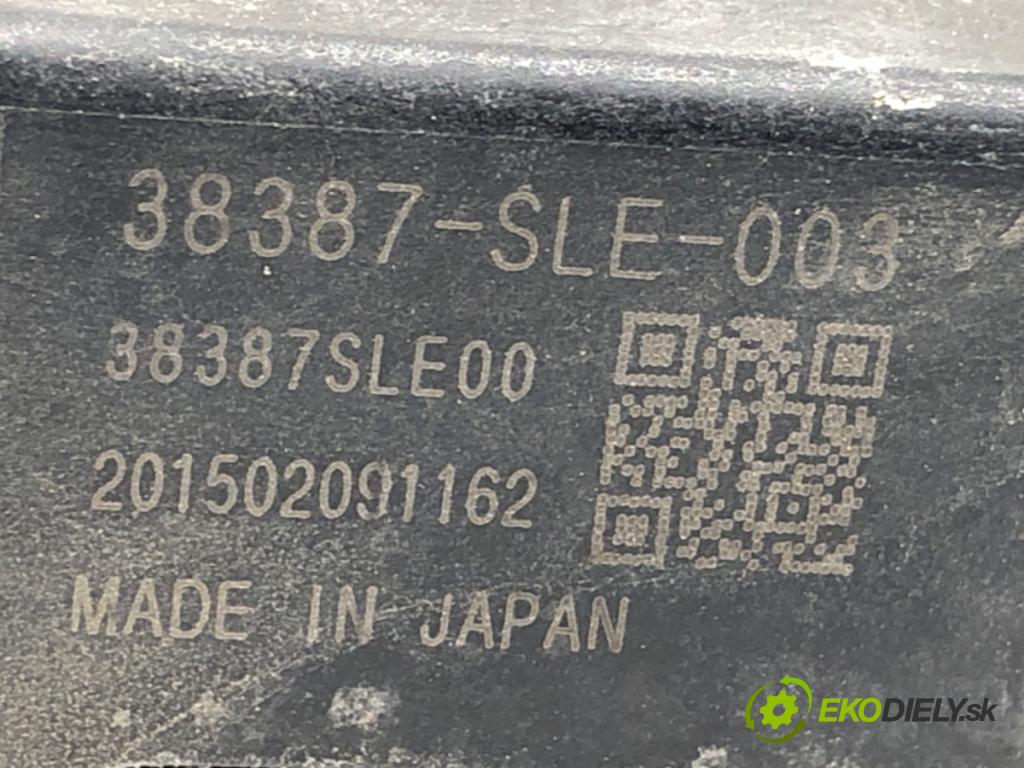 38387-SLE-003
38387SLE00
201502091162
MADE IN JAPAN
EKODIELY.sk